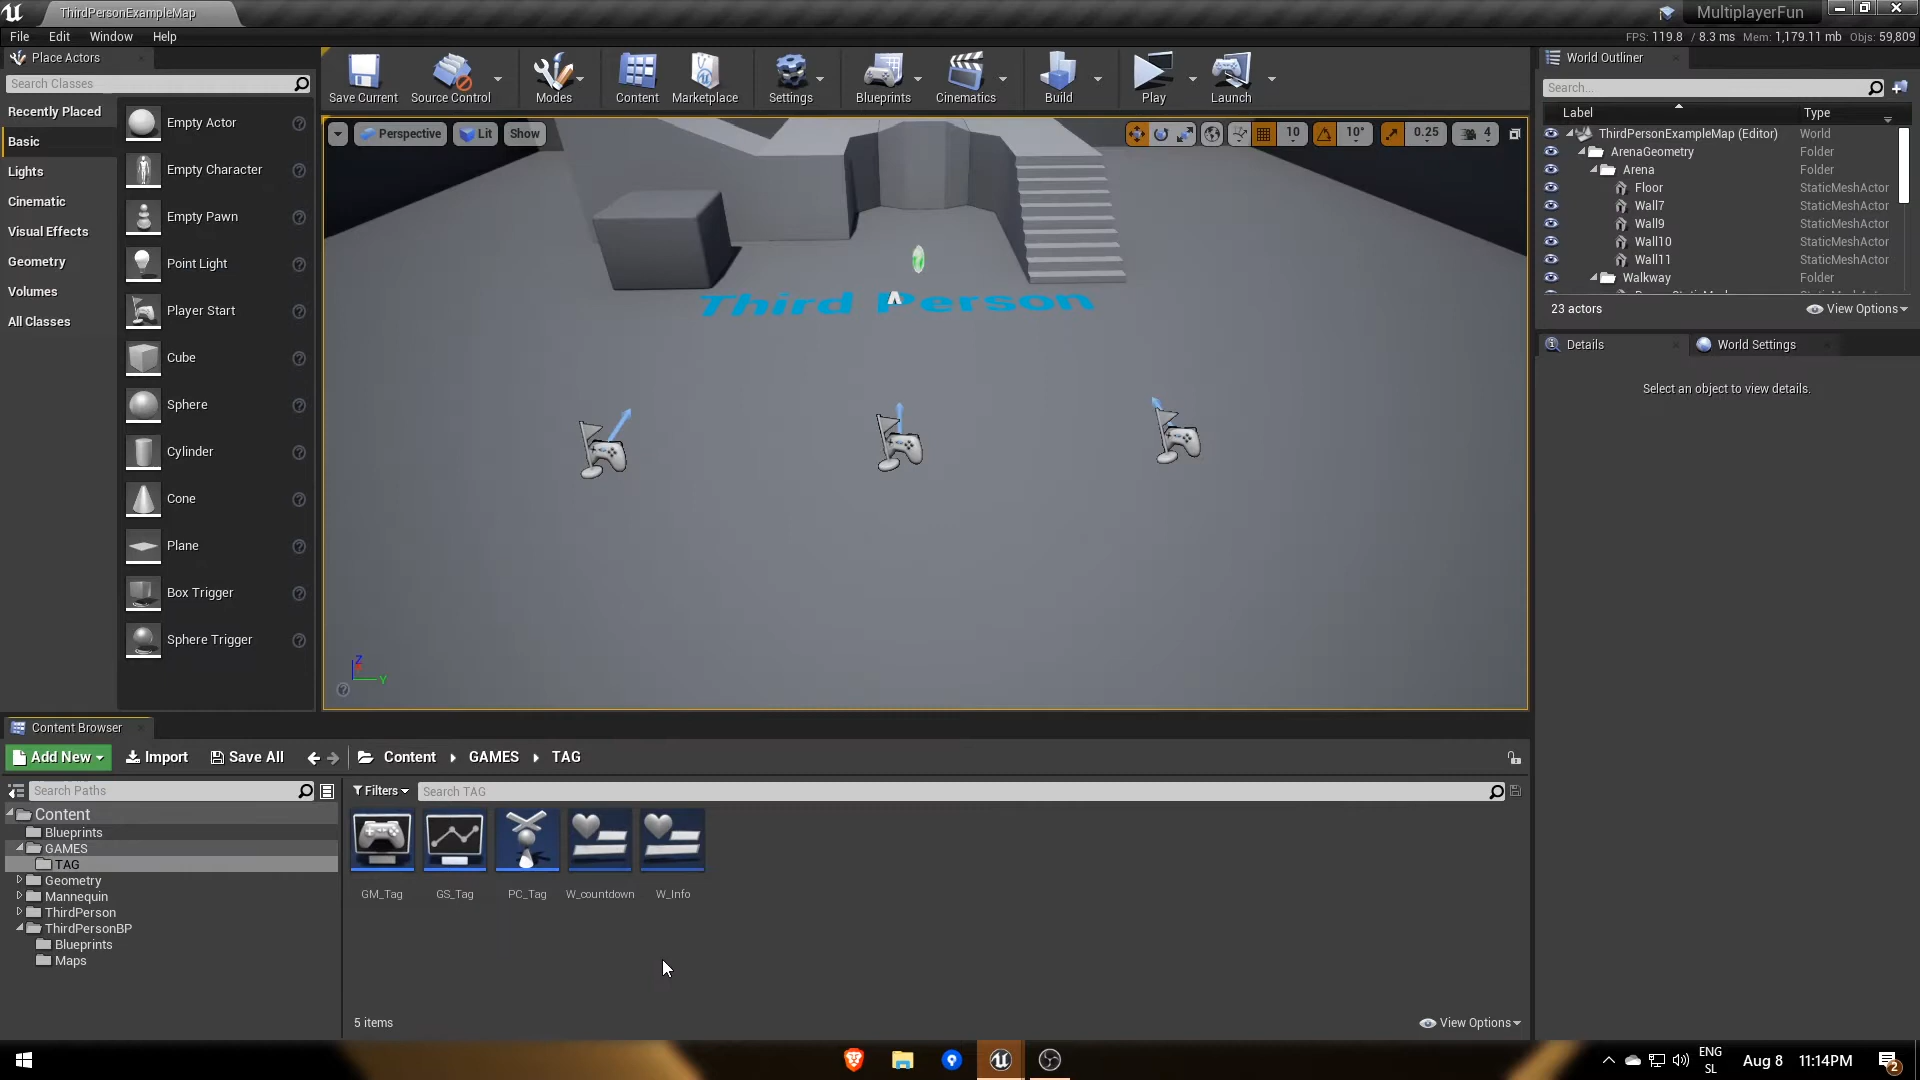 ThirdPersonExampleMap
MultiplayerFun
File Edit Window Help
FPS: 119.8 / 8.3 ms Mem: 1,179.11 mb Objs: 59,809
Place Actors
Search Classes
Recently Placed
Basic
Lights
Cinematic
Visual Effects
Geometry
Volumes
All Classes
Empty Actor
Empty Character
Empty Pawn
Point Light
Player Start
Cube
Sphere
Cylinder
Cone
Plane
Box Trigger
Sphere Trigger
Save Current Source Control Modes Content Marketplace Settings Blueprints Cinematics Build Play Launch
Perspective Lit Show
10 10° 0.25 4
Third Person
Z
Y
World Outliner
Search...
Label Type
ThirdPersonExampleMap (Editor) World
ArenaGeometry Folder
Arena Folder
Floor StaticMeshActor
Wall7 StaticMeshActor
Wall9 StaticMeshActor
Wall10 StaticMeshActor
Wall11 StaticMeshActor
Walkway Folder
23 actors View Options
Details World Settings
Select an object to view details.
Content Browser
Add New Import Save All Content GAMES TAG
Search Paths
Filters Search TAG
Content
Blueprints
GAMES
TAG
Geometry
Mannequin
ThirdPerson
ThirdPersonBP
Blueprints
Maps
GM_Tag GS_Tag PC_Tag W_countdown W_Info
5 items View Options
ENG
SL
Aug 8 11:14PM
2